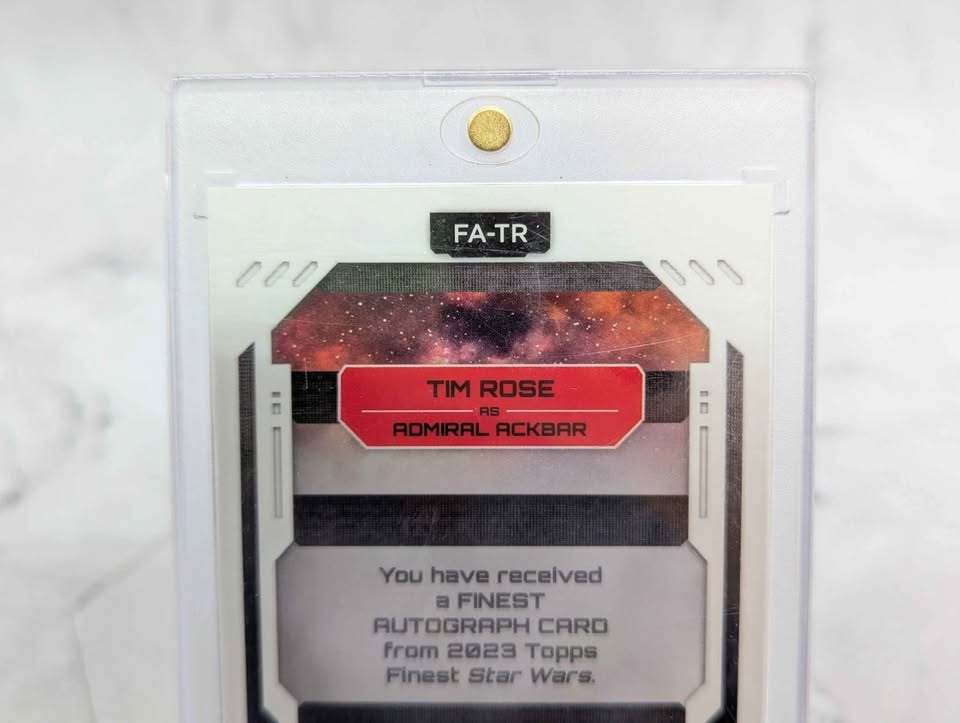 FA-TR
TIM ROSE
AS
ADMIRAL ACKBAR
You have received
a FINEST
AUTOGRAPH CARD
from 2023 Topps
Finest Star Wars.